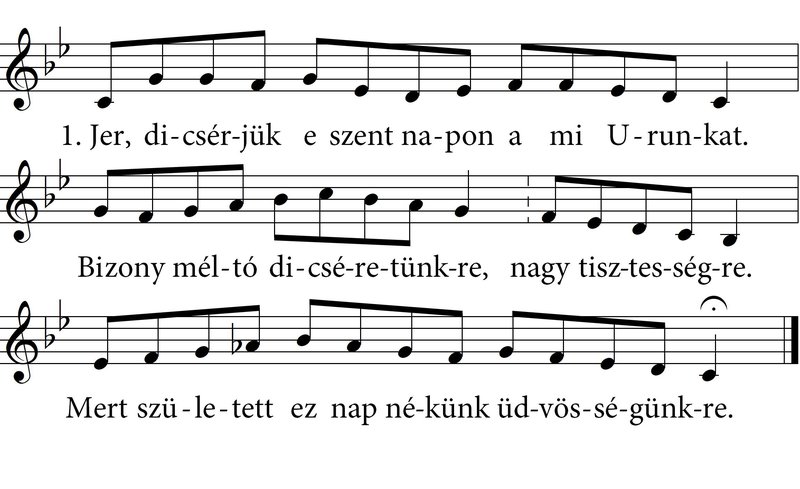 1. Jer, di-csér-jük e szent na-pon a mi U-run-kat.
Bizony mél-tó di-csé-re-tünk-re, nagy tisz-tes-ség-re.
Mert szü-le-tett ez nap né-künk üd-vös-sé-günk-re.